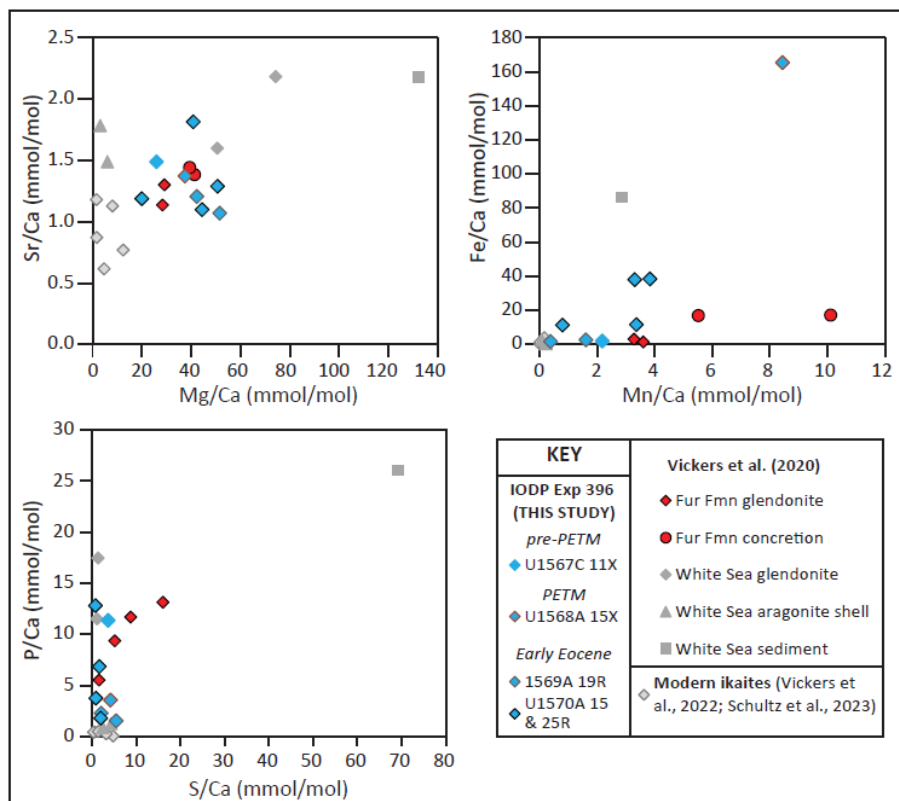 2.5
2.0
1.5
1.0
0.5
0.0
Sr/Ca (mmol/mol)
0 20 40 60 80 100 120 140
Mg/Ca (mmol/mol)
180
160
140
120
100
80
60
40
20
0
Fe/Ca (mmol/mol)
0 2 4 6 8 10 12
Mn/Ca (mmol/mol)
30
25
20
15
10
5
0
P/Ca (mmol/mol)
0 10 20 30 40 50 60 70 80
S/Ca (mmol/mol)
KEY
IODP Exp 396
(THIS STUDY)
pre-PETM
U1567C 11X
PETM
U1568A 15X
Early Eocene
1569A 19R
U1570A 15
& 25R
Vickers et al. (2020)
Fur Fmn glendonite
Fur Fmn concretion
White Sea glendonite
White Sea aragonite shell
White Sea sediment
Modern ikaites (Vickers et
al., 2022; Schultz et al., 2023)